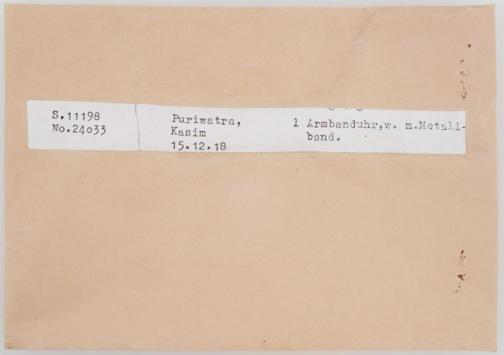 S.11198
No.24033
Puriwatra,
Kasim
15.12.18
1 Armbanduhr,w. m.Metall-
band.